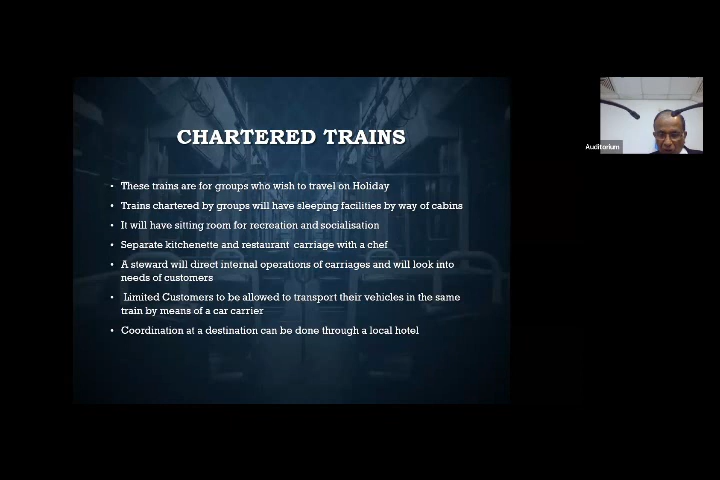 CHARTERED TRAINS
• These trains are for groups who wish to travel on Holiday
• Trains chartered by groups will have sleeping facilities by way of cabins
• It will have sitting room for recreation and socialisation
• Separate kitchenette and restaurant carriage with a chef
• A steward will direct internal operations of carriages and will look into
needs of customers
• Limited Customers to be allowed to transport their vehicles in the same
train by means of a car carrier
• Coordination at a destination can be done through a local hotel
Auditorium